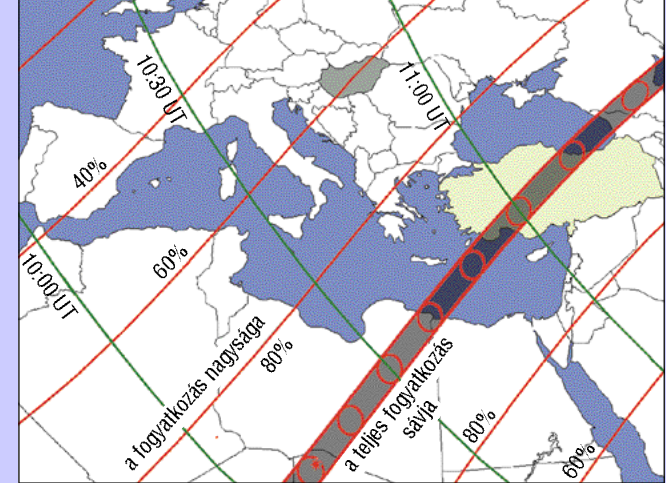 10:30 UT
11:00 UT
40%
60%
10:00 UT
a fogyatkozás nagysága
80%
a teljes fogyatkozás
sávja
80%
60%